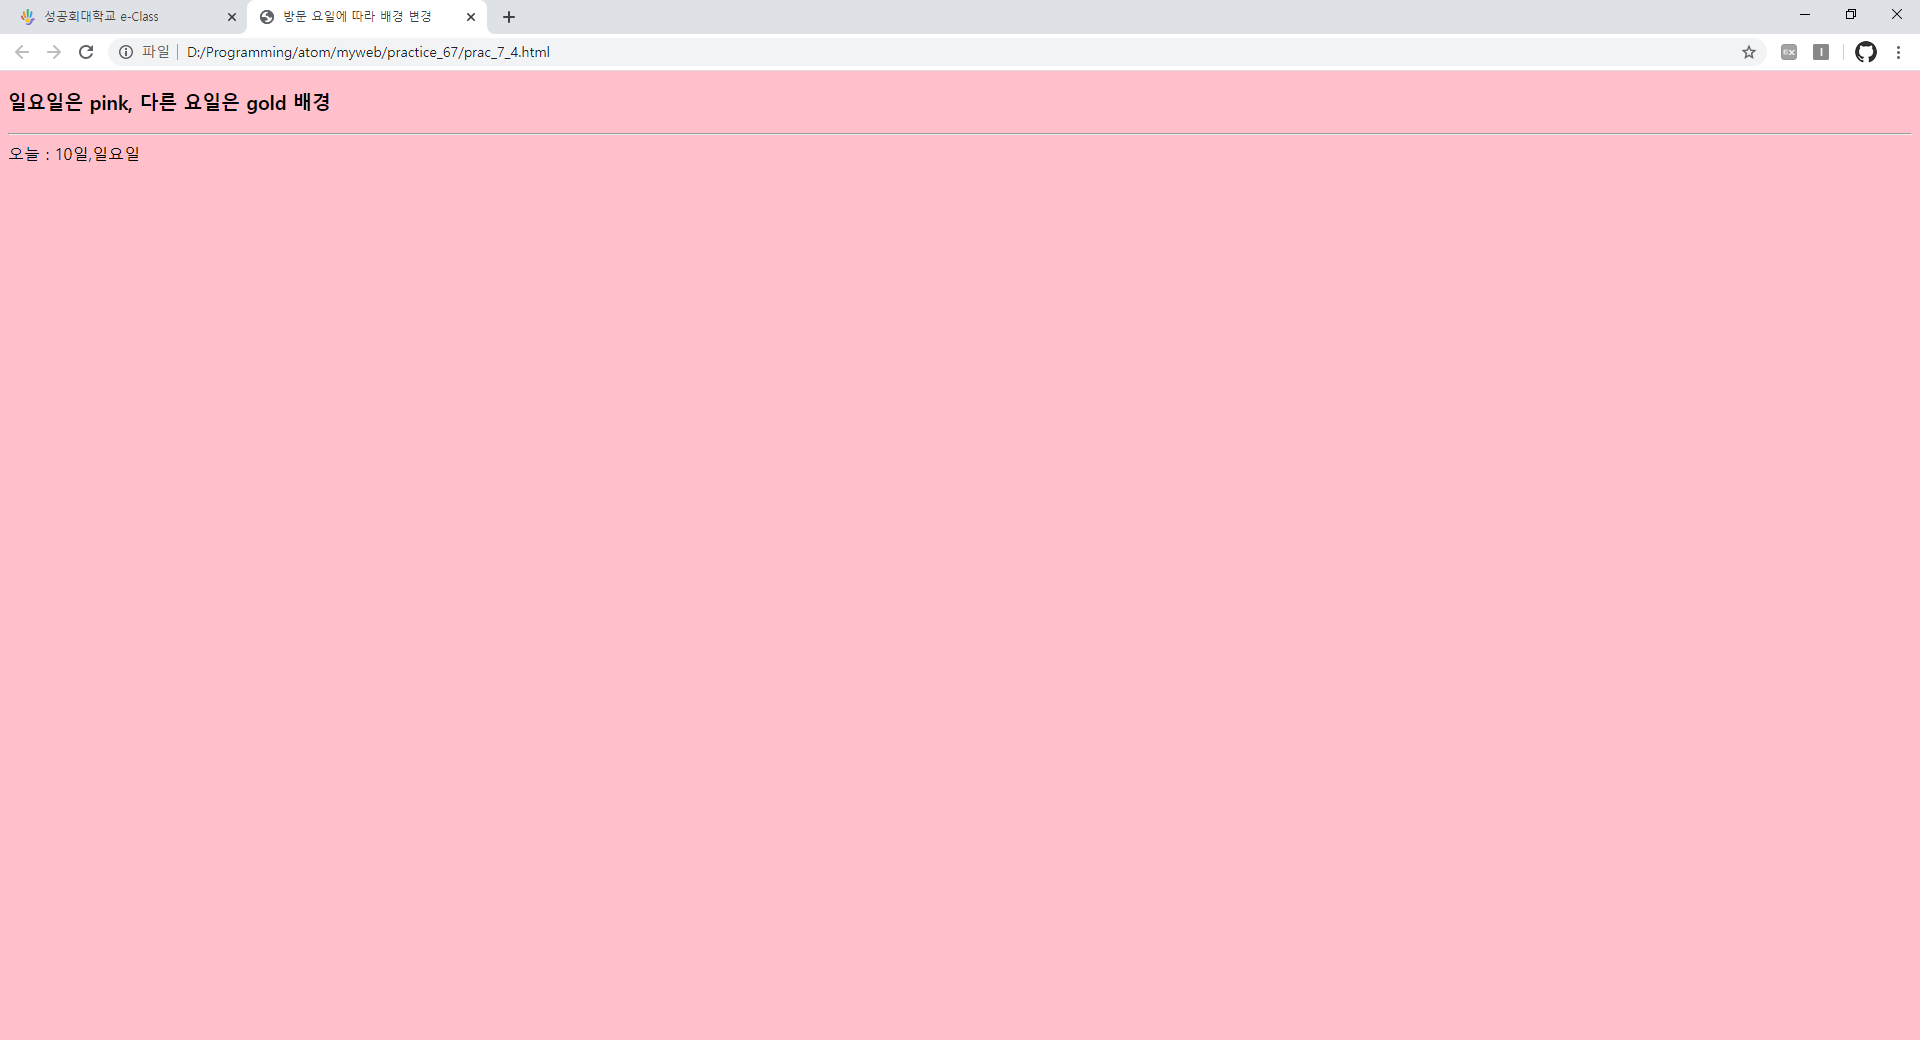 성공회대학교 e-Class
방문 요일에 따라 배경 변경
파일 D:/Programming/atom/myweb/practice_67/prac_7_4.html
일요일은 pink, 다른 요일은 gold 배경
오늘 : 10일,일요일